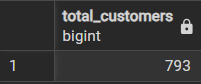 total_customers
bigint
1 793